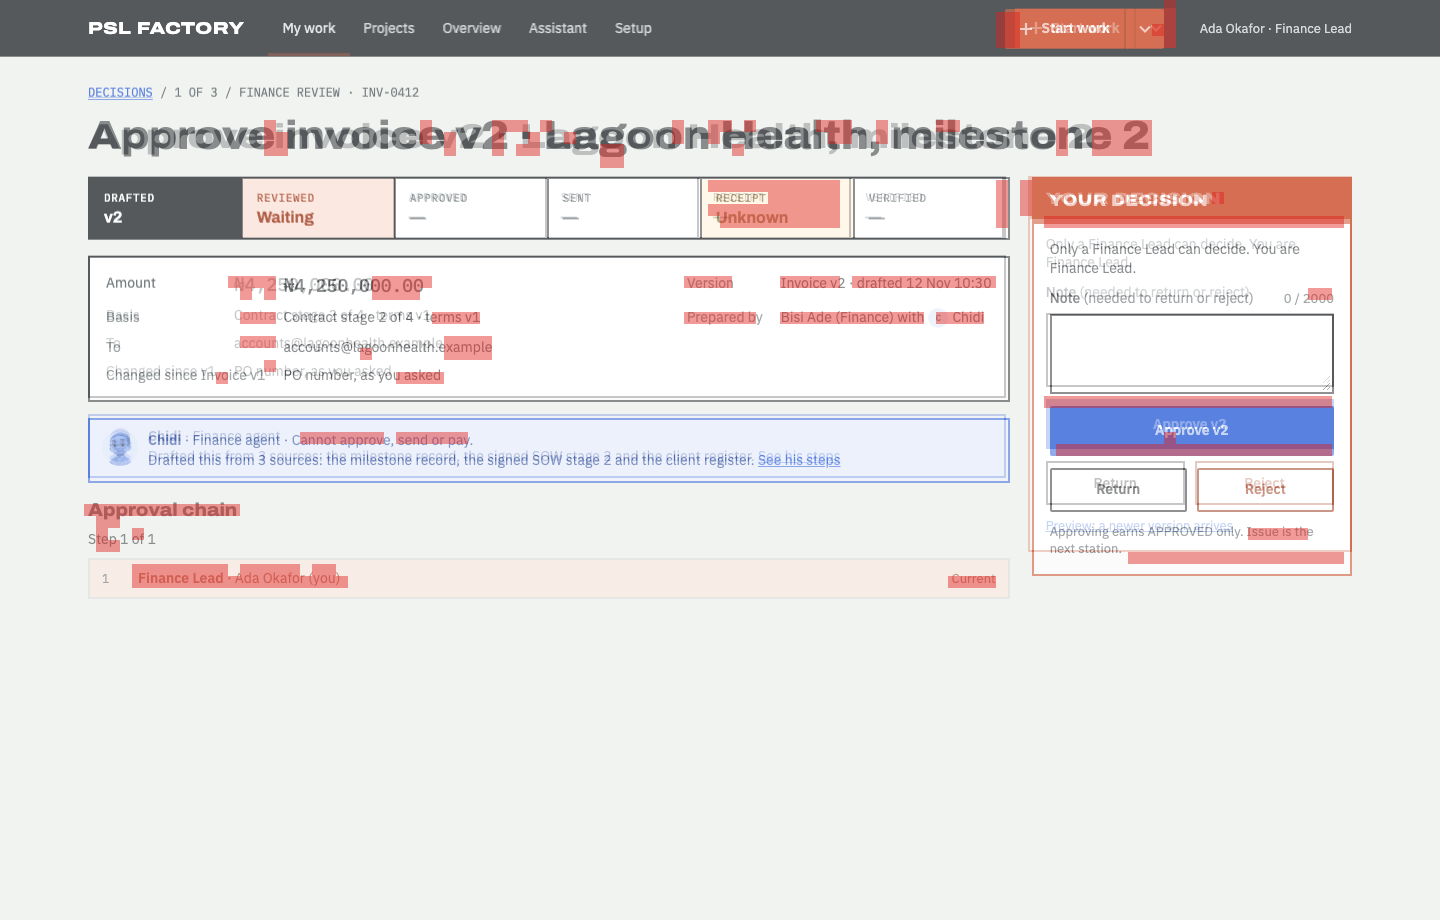 PSL FACTORY My work Projects Overview Assistant Setup Start work Ada Okafor · Finance Lead
DECISIONS / 1 OF 3 / FINANCE REVIEW · INV-0412
Approve invoice v2 · Lagoon Health, milestone 2
DRAFTED REVIEWED APPROVED SENT RECEIPT VERIFIED
v2 Waiting — — Unknown —
Amount ₦4,250,000.00 Version Invoice v2 · drafted 12 Nov 10:30
Basis Contract stage 2 of 4 · terms v1 Prepared by Bisi Ade (Finance) with C Chidi
To accounts@lagoonhealth.example
Changed since Invoice v1 PO number, as you asked
Chidi · Finance agent · Cannot approve, send or pay.
Drafted this from 3 sources: the milestone record, the signed SOW stage 2 and the client register. See his steps
Approval chain
Step 1 of 1
1 Finance Lead · Ada Okafor (you) Current
YOUR DECISION
Only a Finance Lead can decide. You are
Finance Lead.
Note (needed to return or reject) 0 / 2000
Approve v2
Return Reject
Preview: a newer version arrives
Approving earns APPROVED only. Issue is the
next station.